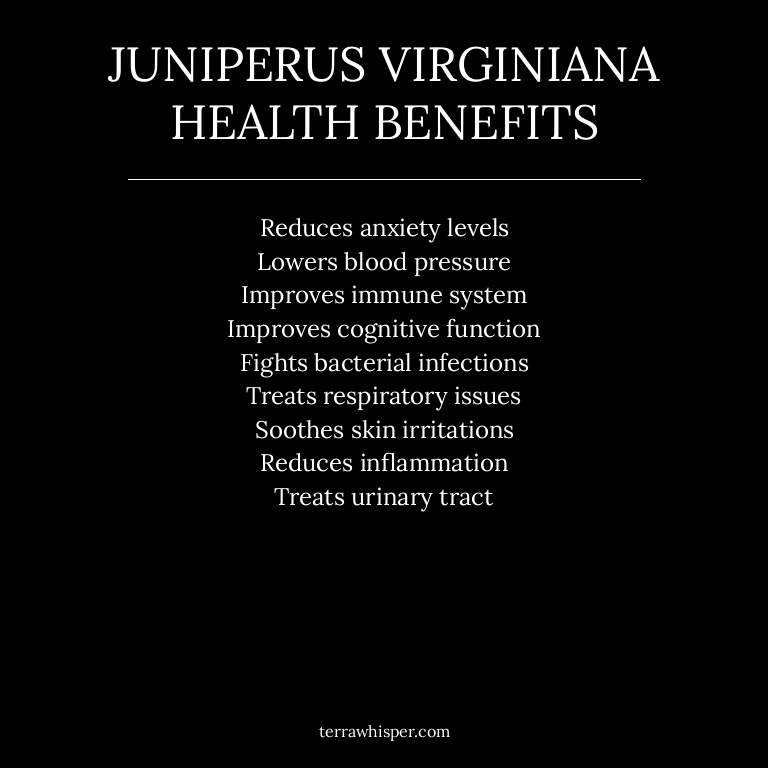 JUNIPERUS VIRGINIANA
HEALTH BENEFITS
Reduces anxiety levels
Lowers blood pressure
Improves immune system
Improves cognitive function
Fights bacterial infections
Treats respiratory issues
Soothes skin irritations
Reduces inflammation
Treats urinary tract
terrawhisper.com